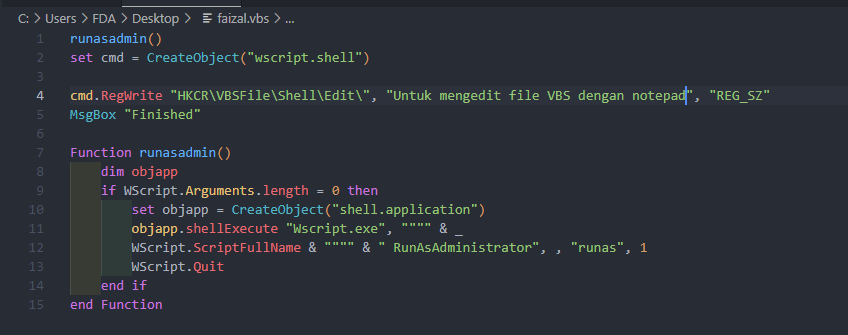 C: > Users > FDA > Desktop > faizal.vbs > ...
1 runasadmin()
2 set cmd = CreateObject("wscript.shell")
3
4 cmd.RegWrite "HKCR\VBSFile\Shell\Edit\", "Untuk mengedit file VBS dengan notepad", "REG_SZ"
5 MsgBox "Finished"
6
7 Function runasadmin()
8     dim objapp
9     if WScript.Arguments.length = 0 then
10         set objapp = CreateObject("shell.application")
11         objapp.shellExecute "Wscript.exe", """" & _
12         WScript.ScriptFullName & """" & " RunAsAdministrator", , "runas", 1
13         WScript.Quit
14     end if
15 end Function